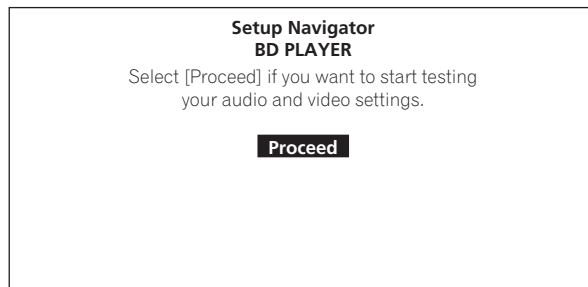 Setup Navigator
BD PLAYER
Select [Proceed] if you want to start testing
your audio and video settings.
Proceed